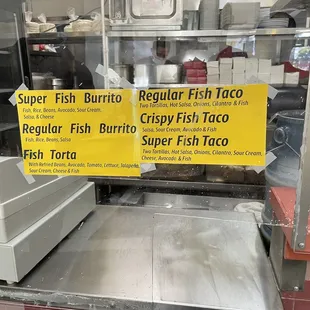 Super Fish Burrito
Fish, Rice, Beans, Avocado, Sour Cream,
Salsa, & Cheese
Regular Fish Burrito
Fish, Rice, Beans, Salsa
Fish Torta
With Refried Beans, Avocado, Tomato, Lettuce, Jalapeño,
Sour Cream, Cheese & Fish
Regular Fish Taco
Two Tortillas, Hot Salsa, Onions, Cilantro & Fish
Crispy Fish Taco
Salsa, Sour Cream, Avocado & Fish
Super Fish Taco
Two Tortillas, Hot Salsa, Onions, Cilantro, Sour Cream,
Cheese, Avocado & Fish